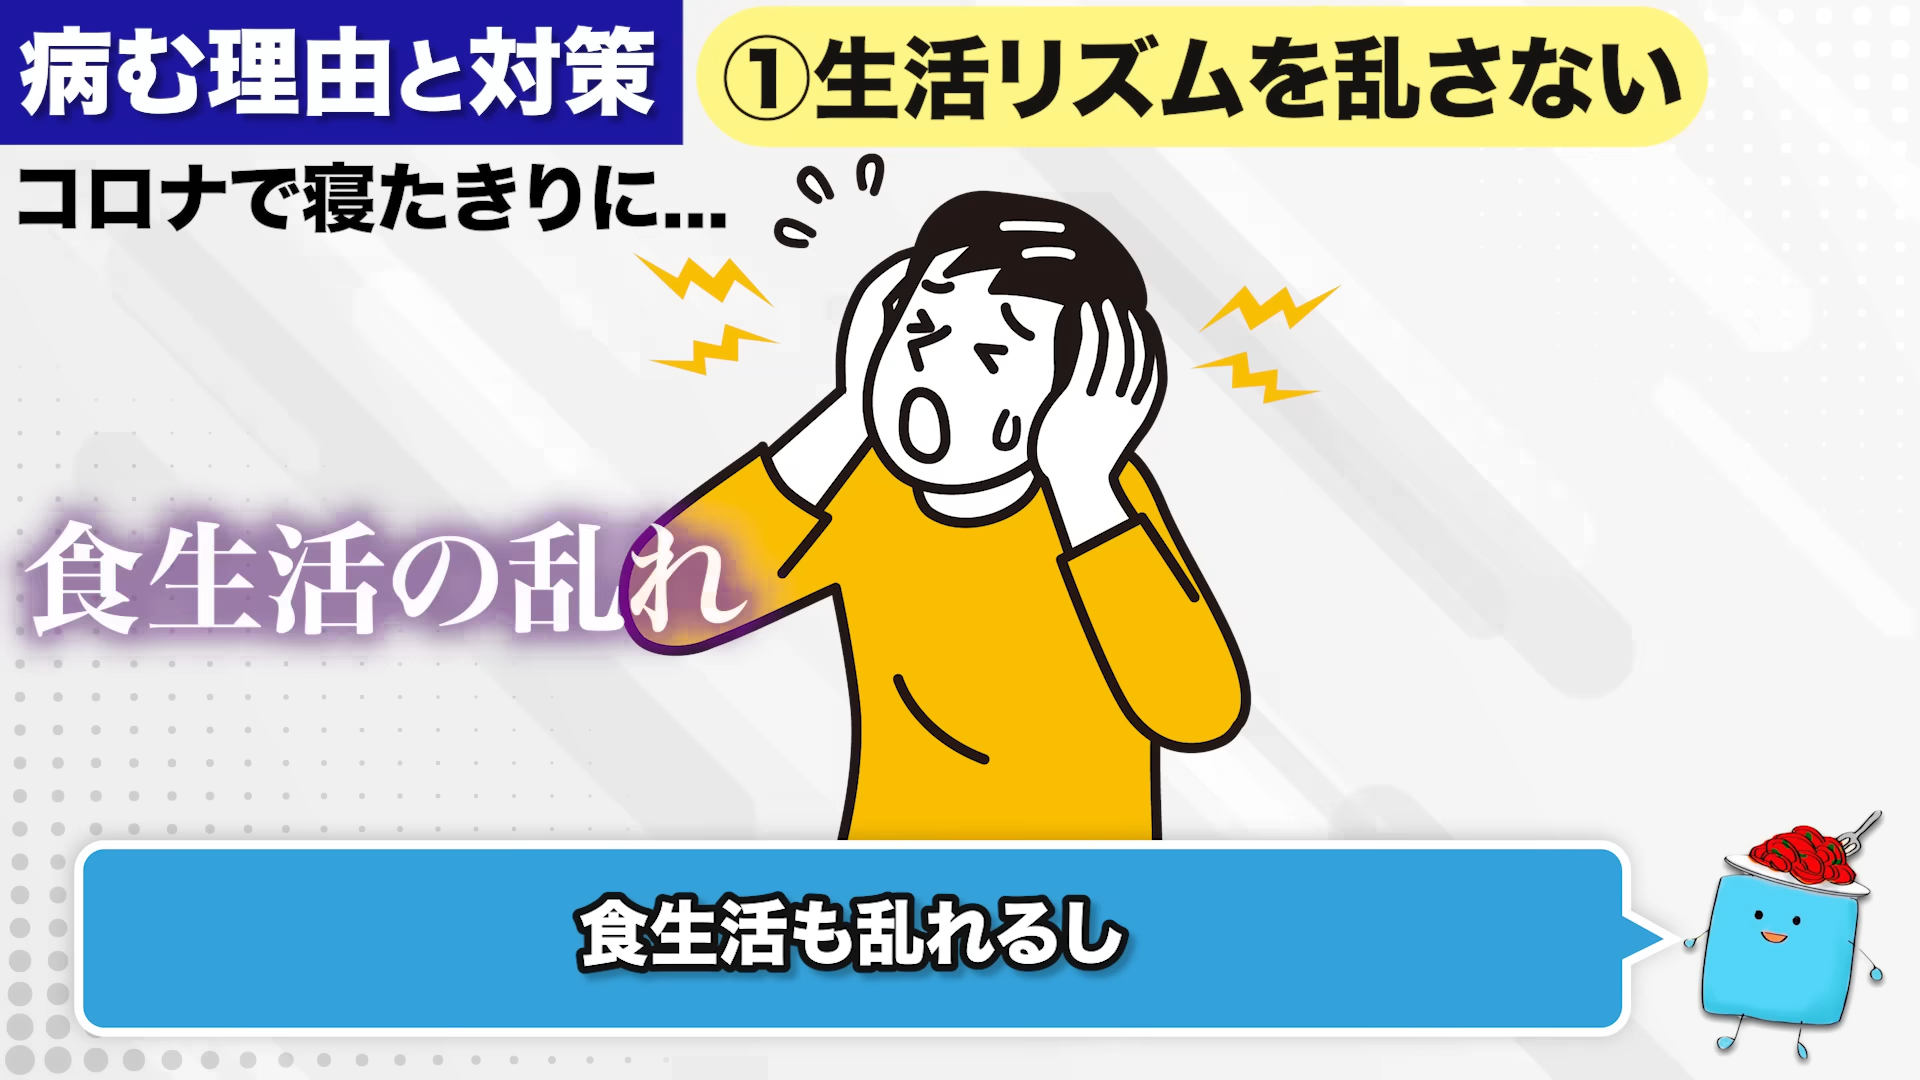 病む理由と対策
①生活リズムを乱さない
コロナで寝たきりに...
食生活の乱れ
食生活も乱れるし